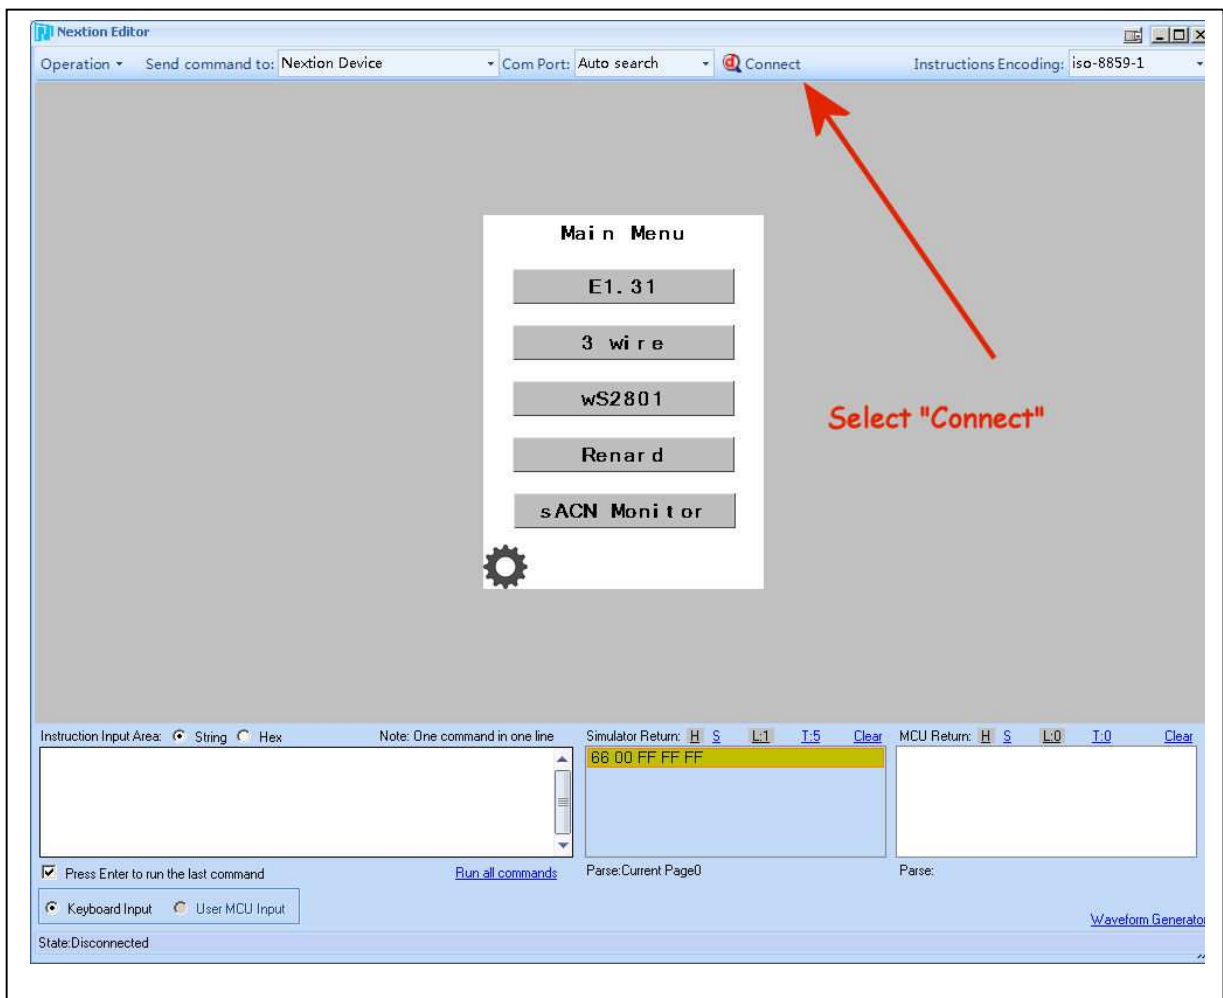 Nextion Editor
Operation Send command to: Nextion Device Com Port: Auto search Connect Instructions Encoding: iso-8859-1
Main Menu
E1.31
3 wire
wS2801
Renard
sACN Monitor
Select "Connect"
Instruction Input Area: String Hex Note: One command in one line Simulator Return: H S L:1 T:5 Clear MCU Return: H S L:0 T:0 Clear
66 00 FF FF FF
Press Enter to run the last command Run all commands Parse:Current Page0 Parse:
Keyboard Input User MCU Input
Waveform Generator
State:Disconnected